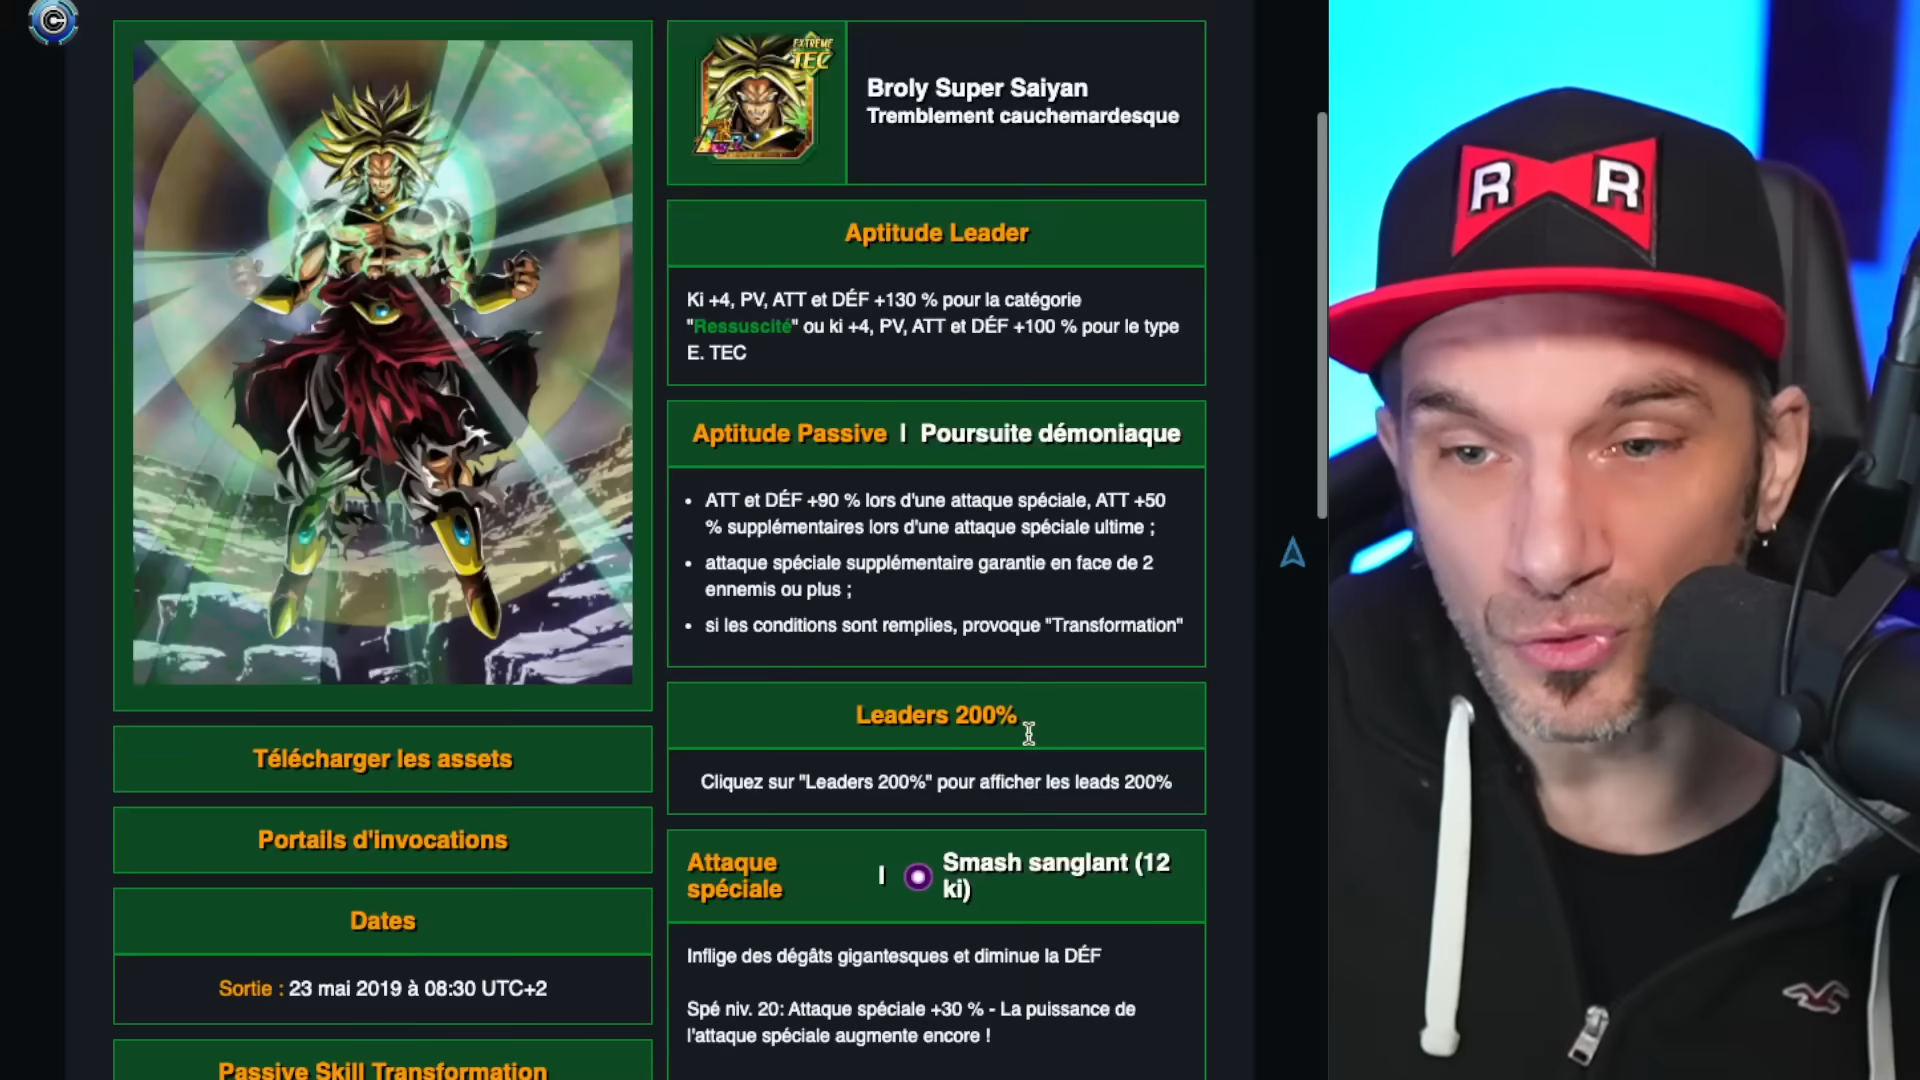 EXTREME
TEC
Broly Super Saiyan
Tremblement cauchemardesque
Aptitude Leader
Ki +4, PV, ATT et DÉF +130 % pour la catégorie
"Ressuscité" ou ki +4, PV, ATT et DÉF +100 % pour le type
E. TEC
Aptitude Passive | Poursuite démoniaque
• ATT et DÉF +90 % lors d'une attaque spéciale, ATT +50
% supplémentaires lors d'une attaque spéciale ultime ;
• attaque spéciale supplémentaire garantie en face de 2
ennemis ou plus ;
• si les conditions sont remplies, provoque "Transformation"
Leaders 200%
Cliquez sur "Leaders 200%" pour afficher les leads 200%
Attaque
spéciale
|
Smash sanglant (12
ki)
Inflige des dégâts gigantesques et diminue la DÉF
Spé niv. 20: Attaque spéciale +30 % - La puissance de
l'attaque spéciale augmente encore !
Télécharger les assets
Portails d'invocations
Dates
Sortie : 23 mai 2019 à 08:30 UTC+2
Passive Skill Transformation
R R